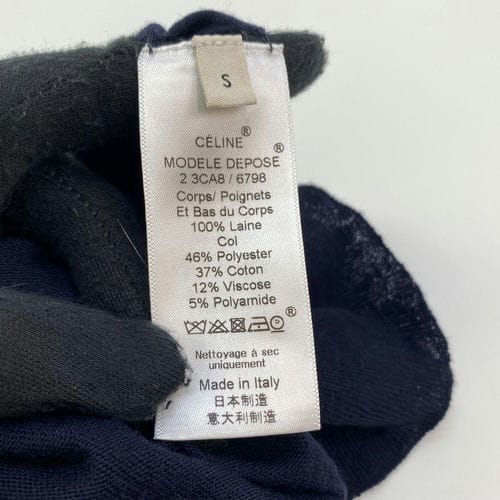 S
CÉLINE®
MODELE DEPOSE®
2 3CA8 / 6798
Corps/ Poignets
Et Bas du Corps
100% Laine
Col
46% Polyester
37% Coton
12% Viscose
5% Polyamide
®
Nettoyage à sec
uniquement
Made in Italy
日本制造
意大利制造